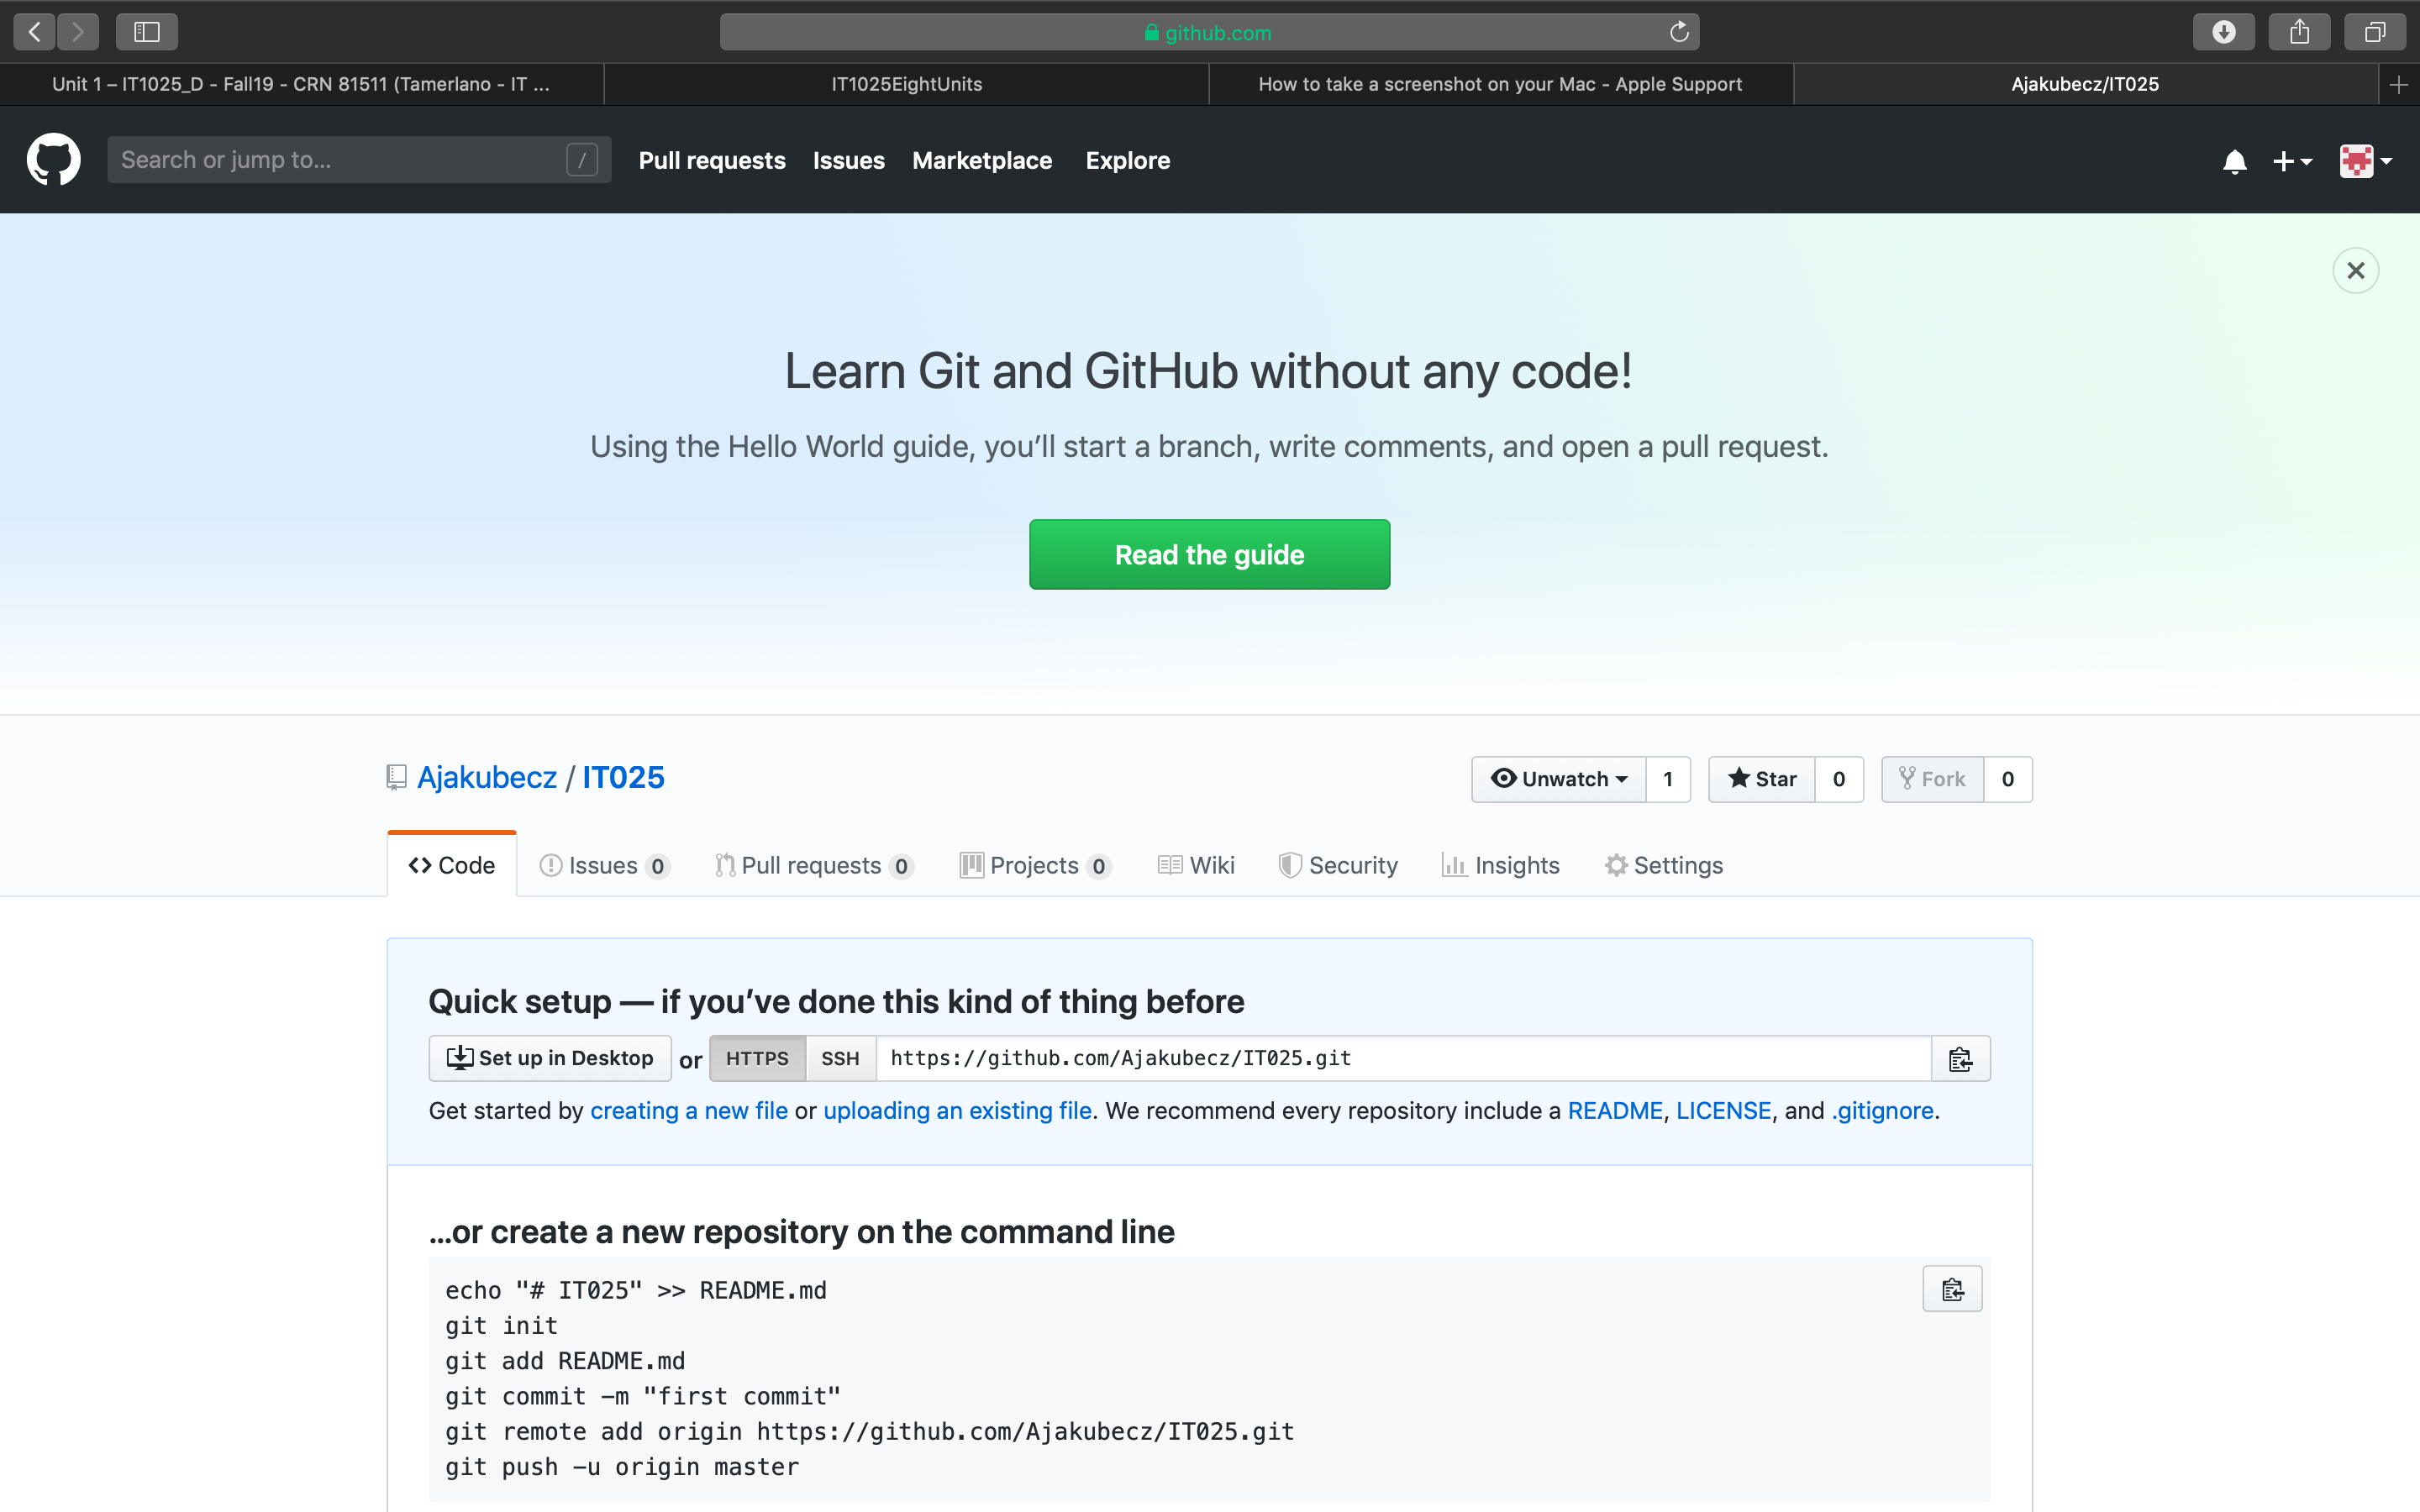 github.com
Unit 1 – IT1025_D - Fall19 - CRN 81511 (Tamerlano - IT ...
IT1025EightUnits
How to take a screenshot on your Mac - Apple Support
Ajakubecz/IT025
Search or jump to...
/
Pull requests
Issues
Marketplace
Explore
Learn Git and GitHub without any code!
Using the Hello World guide, you’ll start a branch, write comments, and open a pull request.
Read the guide
Ajakubecz / IT025
Unwatch 1
Star 0
Fork 0
Code
Issues 0
Pull requests 0
Projects 0
Wiki
Security
Insights
Settings
Quick setup — if you’ve done this kind of thing before
Set up in Desktop or HTTPS SSH https://github.com/Ajakubecz/IT025.git
Get started by creating a new file or uploading an existing file. We recommend every repository include a README, LICENSE, and .gitignore.
...or create a new repository on the command line
echo "# IT025" >> README.md
git init
git add README.md
git commit -m "first commit"
git remote add origin https://github.com/Ajakubecz/IT025.git
git push -u origin master